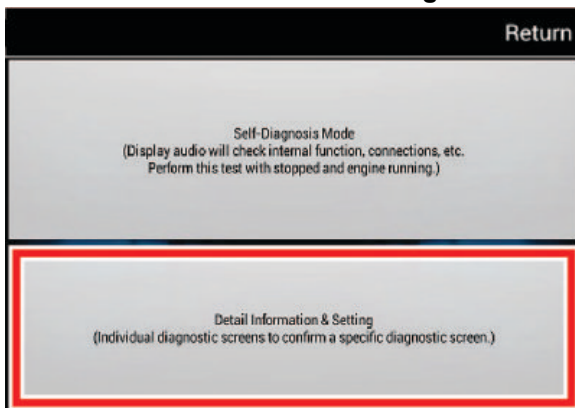 Return
Self-Diagnosis Mode
(Display audio will check internal function, connections, etc.
Perform this test with stopped and engine running.)
Detail Information & Setting
(Individual diagnostic screens to confirm a specific diagnostic screen.)